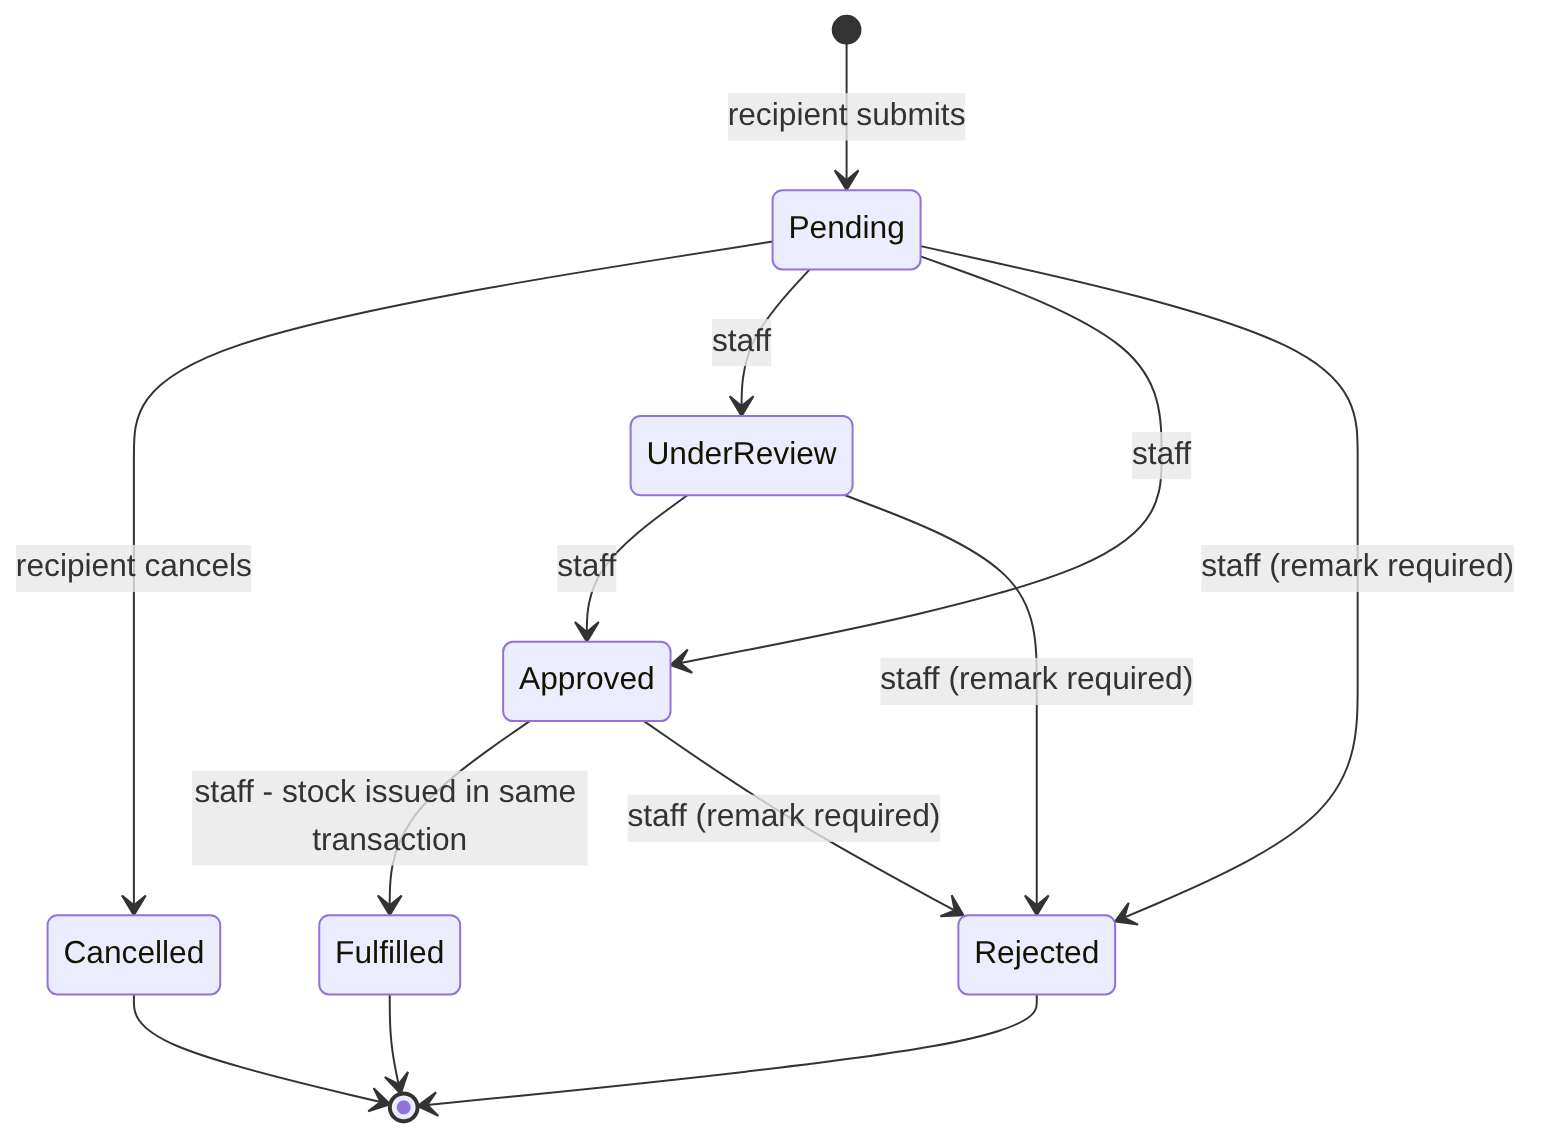 recipient submits
Pending
staff
UnderReview
staff
recipient cancels
staff
staff (remark required)
Approved
staff (remark required)
staff - stock issued in same
transaction
staff (remark required)
Cancelled
Fulfilled
Rejected